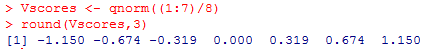 > Vscores <- qnorm((1:7)/8)
> round(Vscores,3)
[1] -1.150 -0.674 -0.319  0.000  0.319  0.674  1.150